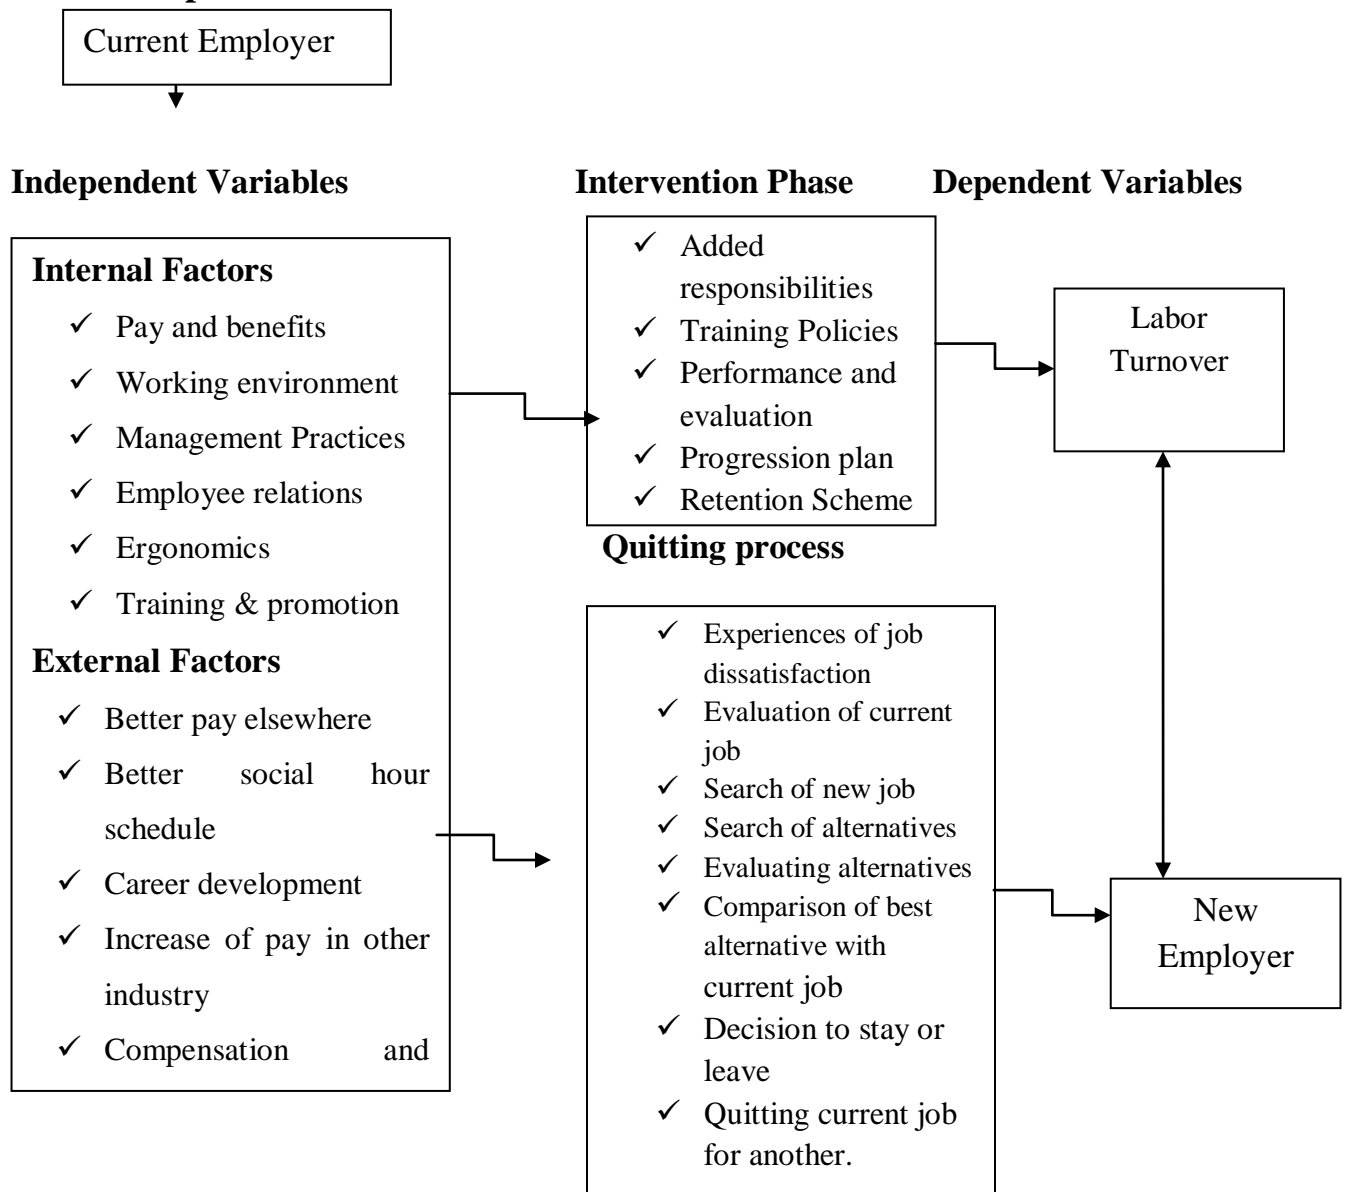 Current Employer
Independent Variables
Intervention Phase
Dependent Variables
Internal Factors
✓ Pay and benefits
✓ Working environment
✓ Management Practices
✓ Employee relations
✓ Ergonomics
✓ Training & promotion
External Factors
✓ Better pay elsewhere
✓ Better social hour
schedule
✓ Career development
✓ Increase of pay in other
industry
✓ Compensation and
✓ Added
responsibilities
✓ Training Policies
✓ Performance and
evaluation
✓ Progression plan
✓ Retention Scheme
Quitting process
✓ Experiences of job
dissatisfaction
✓ Evaluation of current
job
✓ Search of new job
✓ Search of alternatives
✓ Evaluating alternatives
✓ Comparison of best
alternative with
current job
✓ Decision to stay or
leave
✓ Quitting current job
for another.
Labor
Turnover
New
Employer